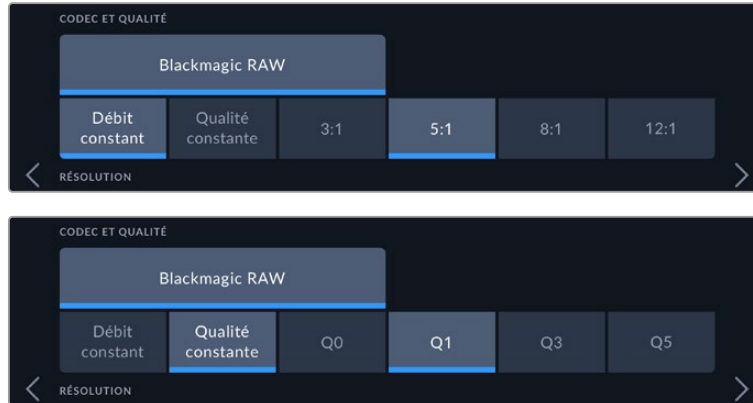 CODEC ET QUALITÉ
Blackmagic RAW
Débit constant
Qualité constante
3:1
5:1
8:1
12:1
RÉSOLUTION
CODEC ET QUALITÉ
Blackmagic RAW
Débit constant
Qualité constante
Q0
Q1
Q3
Q5
RÉSOLUTION